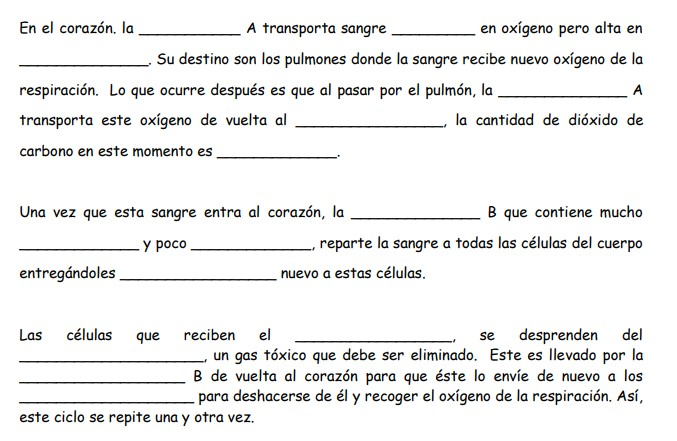 En el corazón. la ___________ A transporta sangre _________ en oxígeno pero alta en
______________. Su destino son los pulmones donde la sangre recibe nuevo oxígeno de la
respiración. Lo que ocurre después es que al pasar por el pulmón, la ______________ A
transporta este oxígeno de vuelta al ________________, la cantidad de dióxido de
carbono en este momento es _____________.
Una vez que esta sangre entra al corazón, la ______________ B que contiene mucho
_____________ y poco _____________, reparte la sangre a todas las células del cuerpo
entregándoles _________________ nuevo a estas células.
Las células que reciben el _________________, se desprenden del
____________________, un gas tóxico que debe ser eliminado. Este es llevado por la
__________________ B de vuelta al corazón para que éste lo envíe de nuevo a los
___________________ para deshacerse de él y recoger el oxígeno de la respiración. Así,
este ciclo se repite una y otra vez.